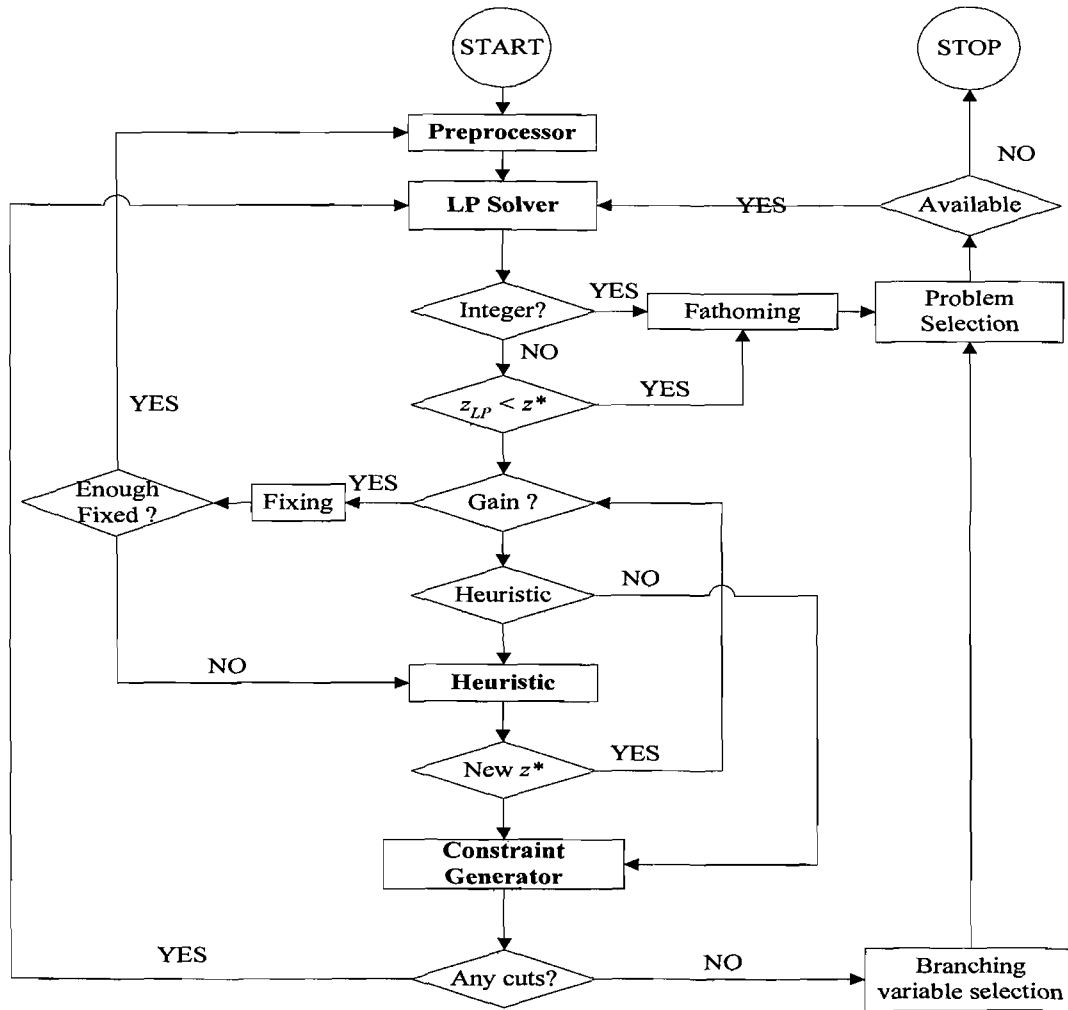 START
STOP
Preprocessor
NO
LP Solver
YES
Available
Integer?
YES
Fathoming
Problem
Selection
NO
z_LP < z*
YES
YES
Enough
Fixed ?
Fixing
YES
Gain ?
Heuristic
NO
NO
Heuristic
New z*
YES
Constraint
Generator
YES
Any cuts?
NO
Branching
variable selection